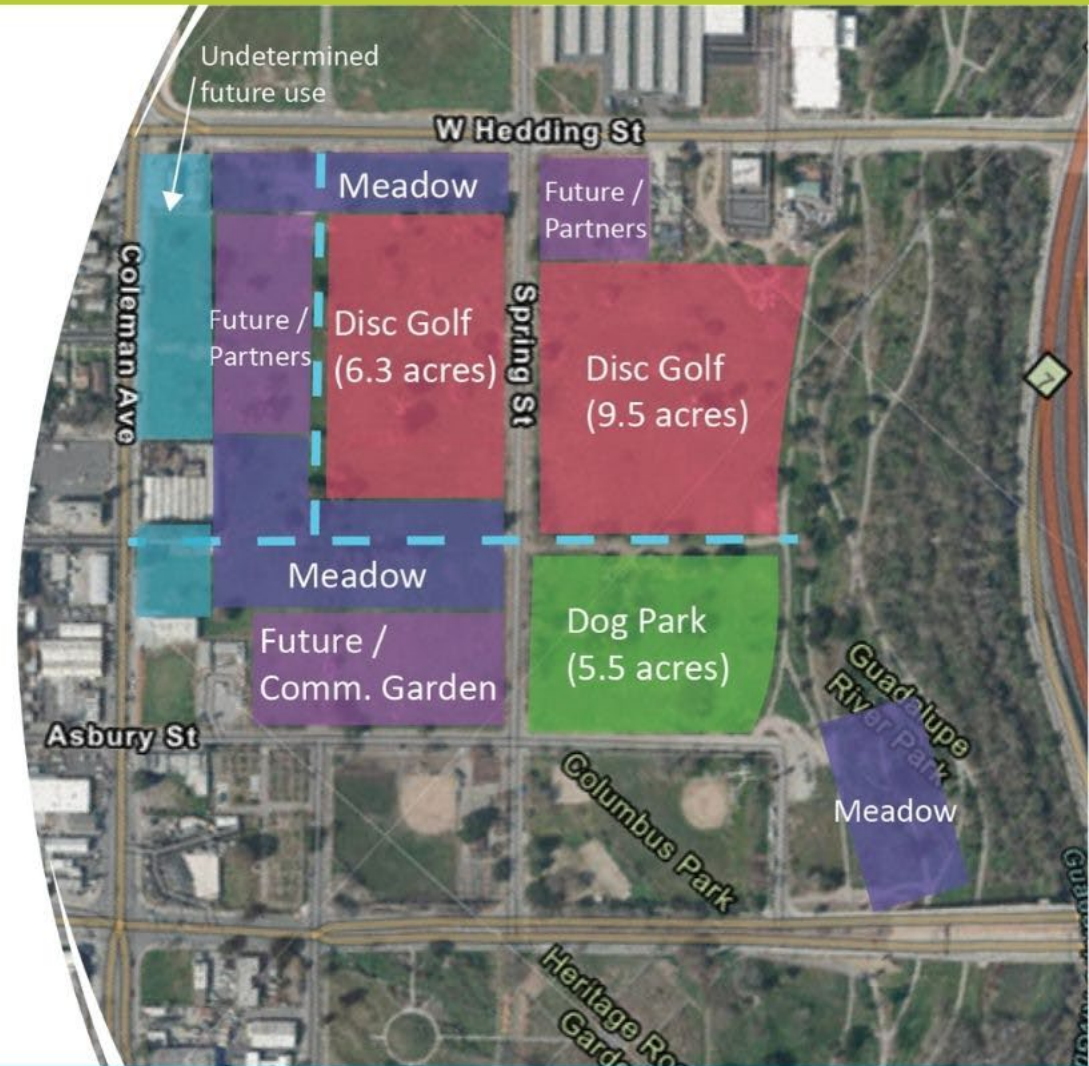 Undetermined
future use
W Hedding St
Meadow
Future /
Partners
Coleman Ave
Future /
Partners
Disc Golf
(6.3 acres)
Spring St
Disc Golf
(9.5 acres)
Meadow
Dog Park
(5.5 acres)
Future /
Comm. Garden
Guadalupe
River Park
Asbury St
Columbus Park
Meadow
Heritage